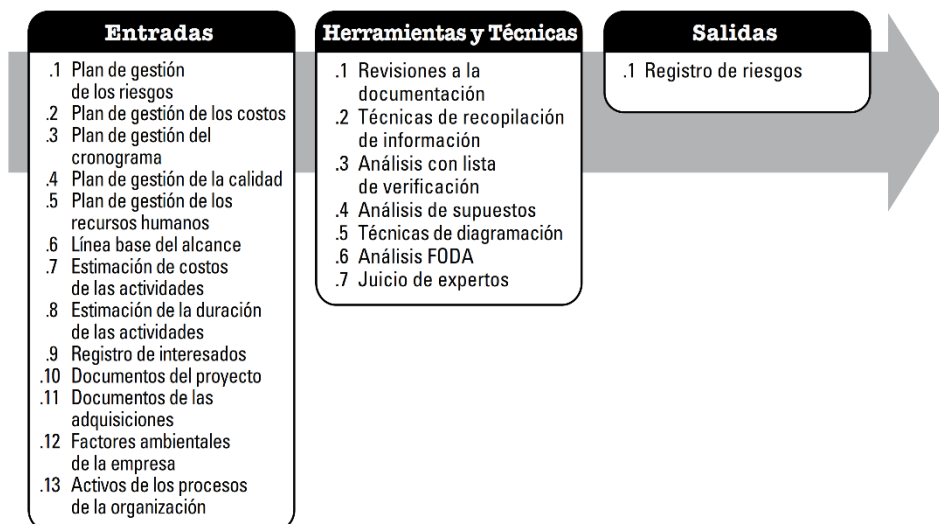 Entradas
.1 Plan de gestión
de los riesgos
.2 Plan de gestión de los costos
.3 Plan de gestión del
cronograma
.4 Plan de gestión de la calidad
.5 Plan de gestión de los
recursos humanos
.6 Línea base del alcance
.7 Estimación de costos
de las actividades
.8 Estimación de la duración
de las actividades
.9 Registro de interesados
.10 Documentos del proyecto
.11 Documentos de las
adquisiciones
.12 Factores ambientales
de la empresa
.13 Activos de los procesos
de la organización
Herramientas y Técnicas
.1 Revisiones a la
documentación
.2 Técnicas de recopilación
de información
.3 Análisis con lista
de verificación
.4 Análisis de supuestos
.5 Técnicas de diagramación
.6 Análisis FODA
.7 Juicio de expertos
Salidas
.1 Registro de riesgos